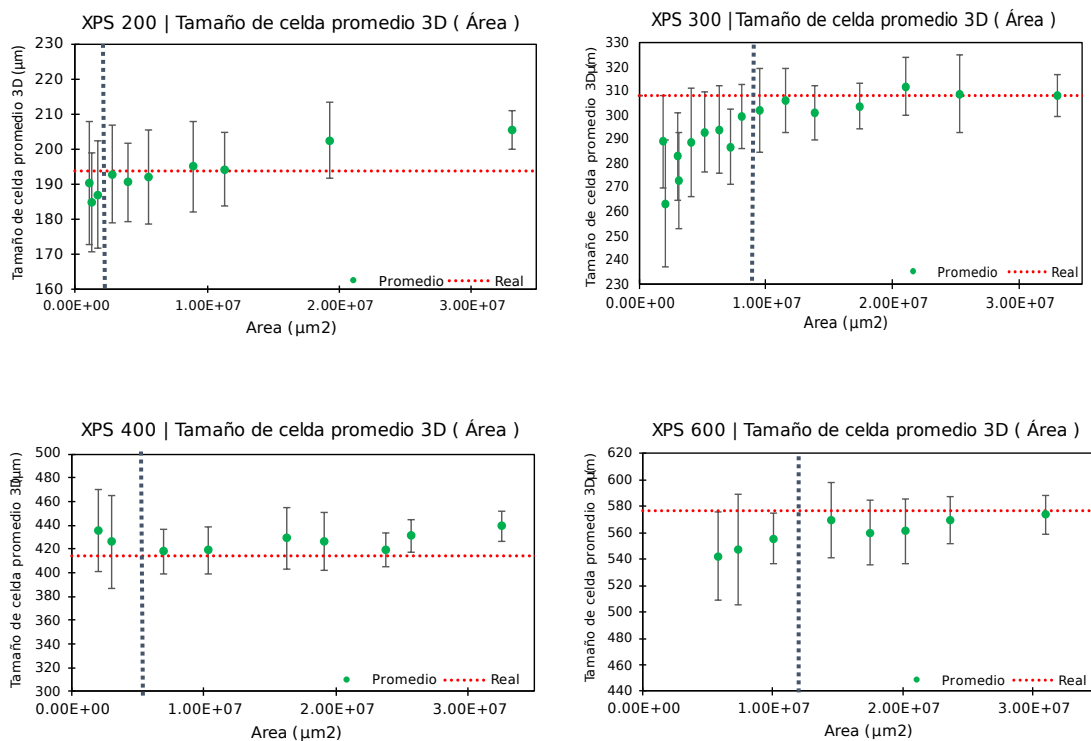 XPS 200 | Tamaño de celda promedio 3D ( Área )
Tamaño de celda promedio 3D (µm)
230
220
210
200
190
180
170
160
0.00E+00
1.00E+07
2.00E+07
3.00E+07
Promedio
Real
Area (µm2)
XPS 300 | Tamaño de celda promedio 3D ( Área )
Tamaño de celda promedio 3D(µm)
330
320
310
300
290
280
270
260
250
240
230
0.00E+00
1.00E+07
2.00E+07
3.00E+07
Promedio
Real
Area (µm2)
XPS 400 | Tamaño de celda promedio 3D ( Área )
Tamaño de celda promedio 3D(µm)
500
480
460
440
420
400
380
360
340
320
300
0.00E+00
1.00E+07
2.00E+07
3.00E+07
Promedio
Real
Area (µm2)
XPS 600 | Tamaño de celda promedio 3D ( Área )
Tamaño de celda promedio 3D(µm)
620
600
580
560
540
520
500
480
460
440
0.00E+00
1.00E+07
2.00E+07
3.00E+07
Promedio
Real
Area (µm2)